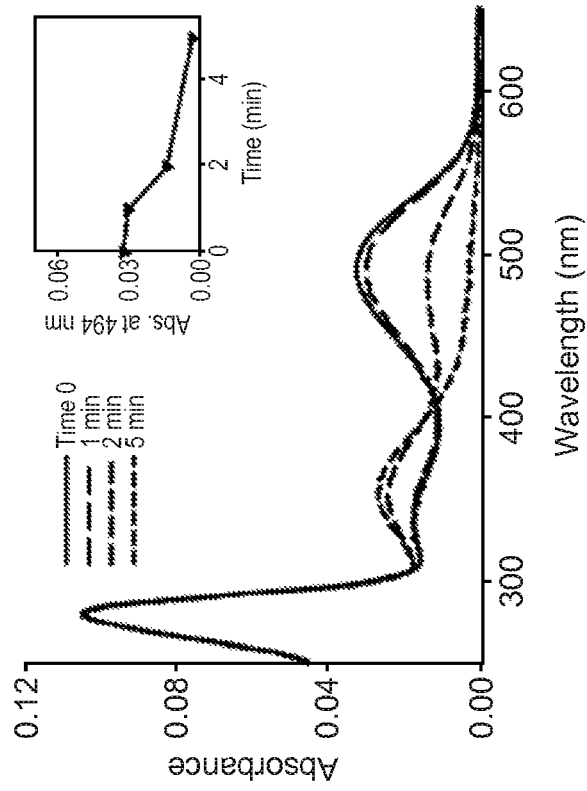 0.12
0.08
0.04
0.00
Absorbance
300
400
500
600
Wavelength (nm)
Time 0
1 min
2 min
5 min
0.06
0.03
0.00
Abs. at 494 nm
0
2
4
Time (min)